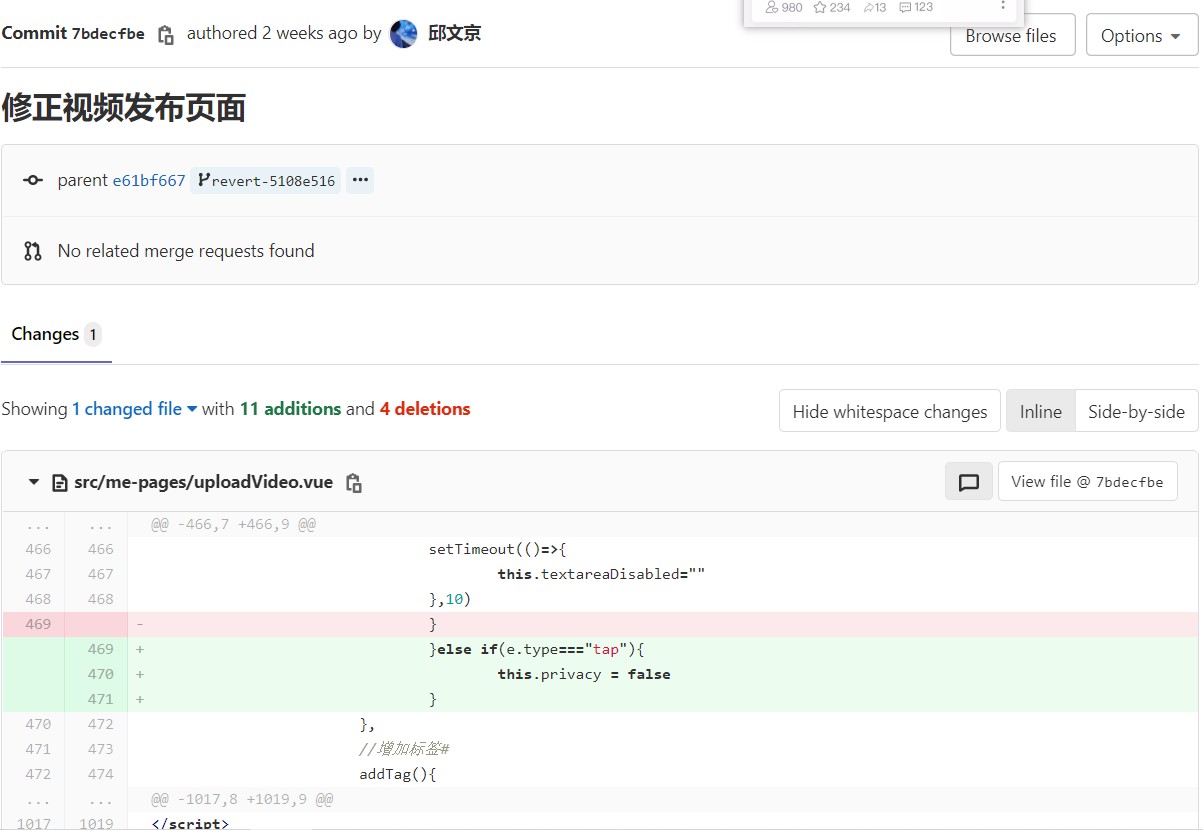 980 234 13 123
Commit 7bdecfbe authored 2 weeks ago by 邱文京
Browse files Options
修正视频发布页面
parent e61bf667 revert-5108e516 ...
No related merge requests found
Changes 1
Showing 1 changed file with 11 additions and 4 deletions
Hide whitespace changes Inline Side-by-side
src/me-pages/uploadVideo.vue View file @ 7bdecfbe
... ... @@ -466,7 +466,9 @@
466 466 setTimeout(()=>{
467 467 this.textareaDisabled=""
468 468 },10)
469 - }
469 + }else if(e.type==="tap"){
470 + this.privacy = false
471 + }
470 472 },
471 473 //增加标签#
472 474 addTag(){
... ... @@ -1017,8 +1019,9 @@ 
1017 1019 </script>